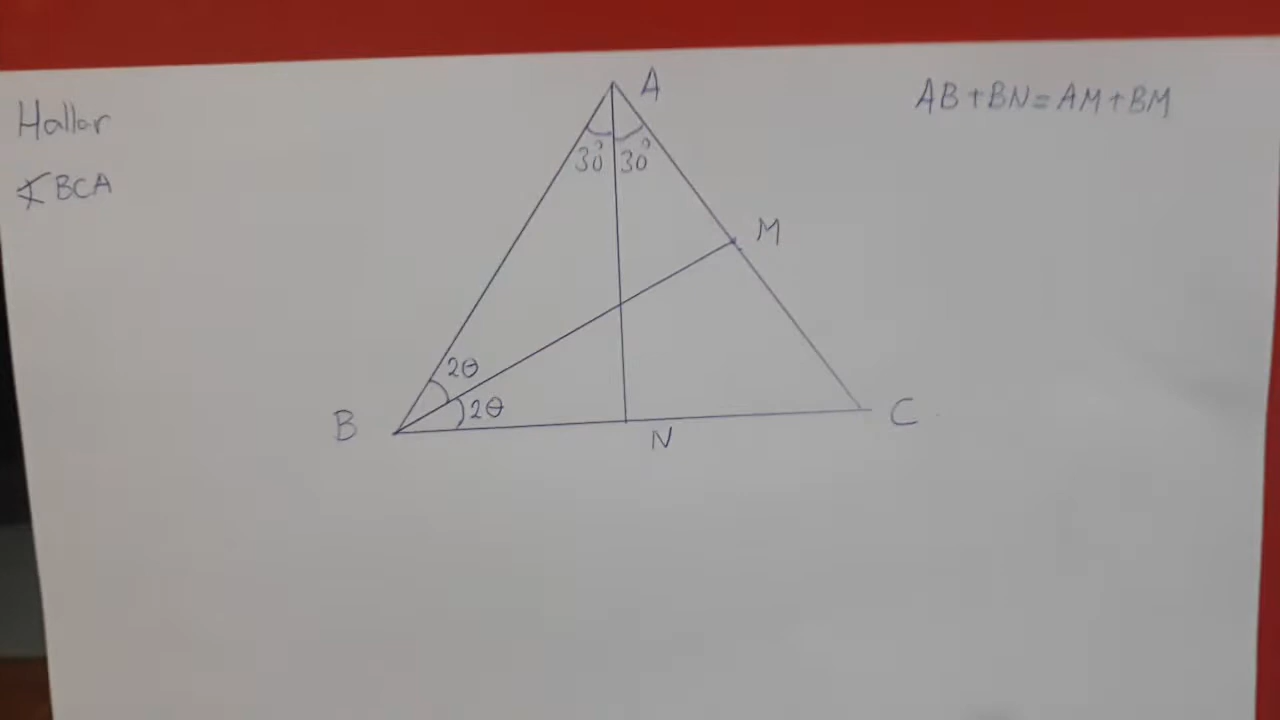 Hallar
∡BCA
AB+BN=AM+BM
A
30° 30°
M
2θ
2θ
B
N
C